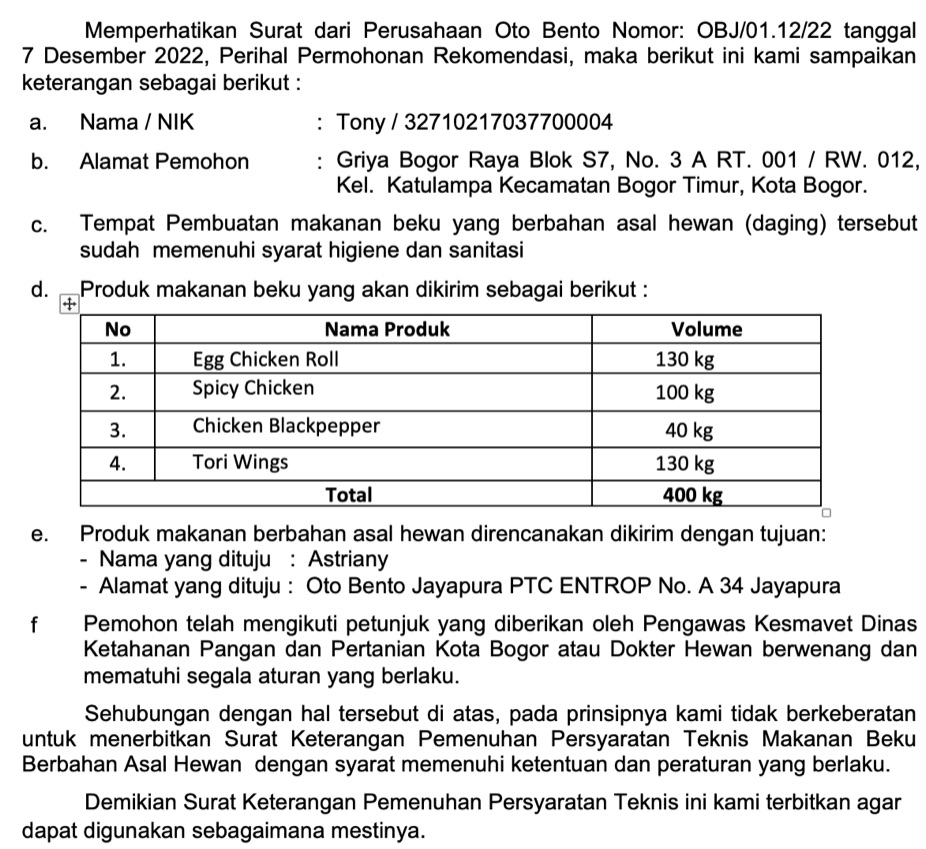 Memperhatikan Surat dari Perusahaan Oto Bento Nomor: OBJ/01.12/22 tanggal
7 Desember 2022, Perihal Permohonan Rekomendasi, maka berikut ini kami sampaikan
keterangan sebagai berikut :
a. Nama / NIK : Tony / 32710217037700004
b. Alamat Pemohon : Griya Bogor Raya Blok S7, No. 3 A RT. 001 / RW. 012,
Kel. Katulampa Kecamatan Bogor Timur, Kota Bogor.
c. Tempat Pembuatan makanan beku yang berbahan asal hewan (daging) tersebut
sudah memenuhi syarat higiene dan sanitasi
d. Produk makanan beku yang akan dikirim sebagai berikut :
No Nama Produk Volume
1. Egg Chicken Roll 130 kg
2. Spicy Chicken 100 kg
3. Chicken Blackpepper 40 kg
4. Tori Wings 130 kg
Total 400 kg
e. Produk makanan berbahan asal hewan direncanakan dikirim dengan tujuan:
- Nama yang dituju : Astriany
- Alamat yang dituju : Oto Bento Jayapura PTC ENTROP No. A 34 Jayapura
f Pemohon telah mengikuti petunjuk yang diberikan oleh Pengawas Kesmavet Dinas
Ketahanan Pangan dan Pertanian Kota Bogor atau Dokter Hewan berwenang dan
mematuhi segala aturan yang berlaku.
Sehubungan dengan hal tersebut di atas, pada prinsipnya kami tidak berkeberatan
untuk menerbitkan Surat Keterangan Pemenuhan Persyaratan Teknis Makanan Beku
Berbahan Asal Hewan dengan syarat memenuhi ketentuan dan peraturan yang berlaku.
Demikian Surat Keterangan Pemenuhan Persyaratan Teknis ini kami terbitkan agar
dapat digunakan sebagaimana mestinya.